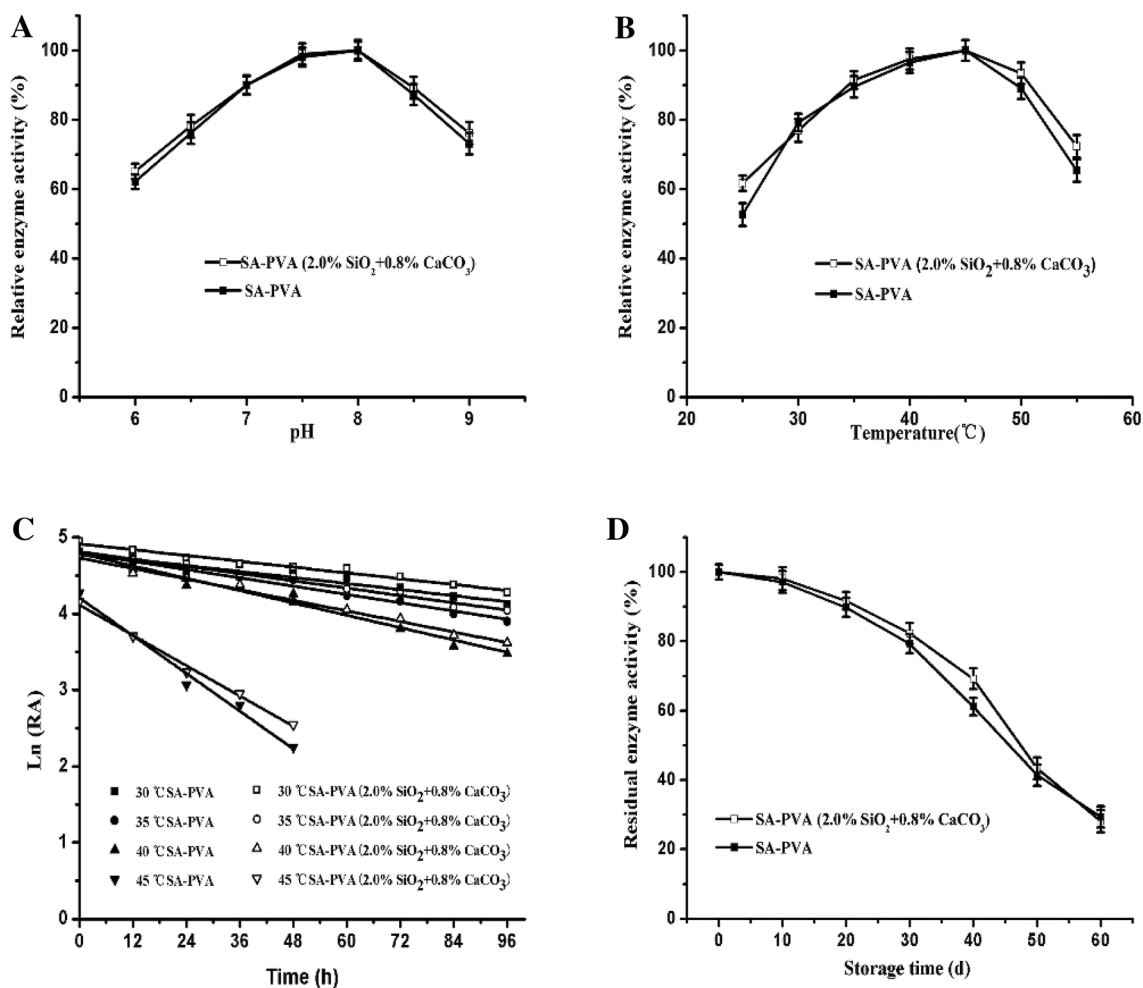 A
Relative enzyme activity (%)
100
80
60
40
20
0
SA-PVA (2.0% SiO2+0.8% CaCO3)
SA-PVA
6 7 8 9
pH
B
Relative enzyme activity (%)
100
80
60
40
20
0
SA-PVA (2.0% SiO2+0.8% CaCO3)
SA-PVA
20 30 40 50 60
Temperature(℃)
C
Ln (RA)
5
4
3
2
1
0
30 ℃SA-PVA 30 ℃SA-PVA(2.0% SiO2+0.8% CaCO3)
35 ℃SA-PVA 35 ℃SA-PVA(2.0% SiO2+0.8% CaCO3)
40 ℃SA-PVA 40 ℃SA-PVA(2.0% SiO2+0.8% CaCO3)
45 ℃SA-PVA 45 ℃SA-PVA(2.0% SiO2+0.8% CaCO3)
0 12 24 36 48 60 72 84 96
Time (h)
D
Residual enzyme activity (%)
100
80
60
40
20
0
SA-PVA (2.0% SiO2+0.8% CaCO3)
SA-PVA
0 10 20 30 40 50 60
Storage time (d)